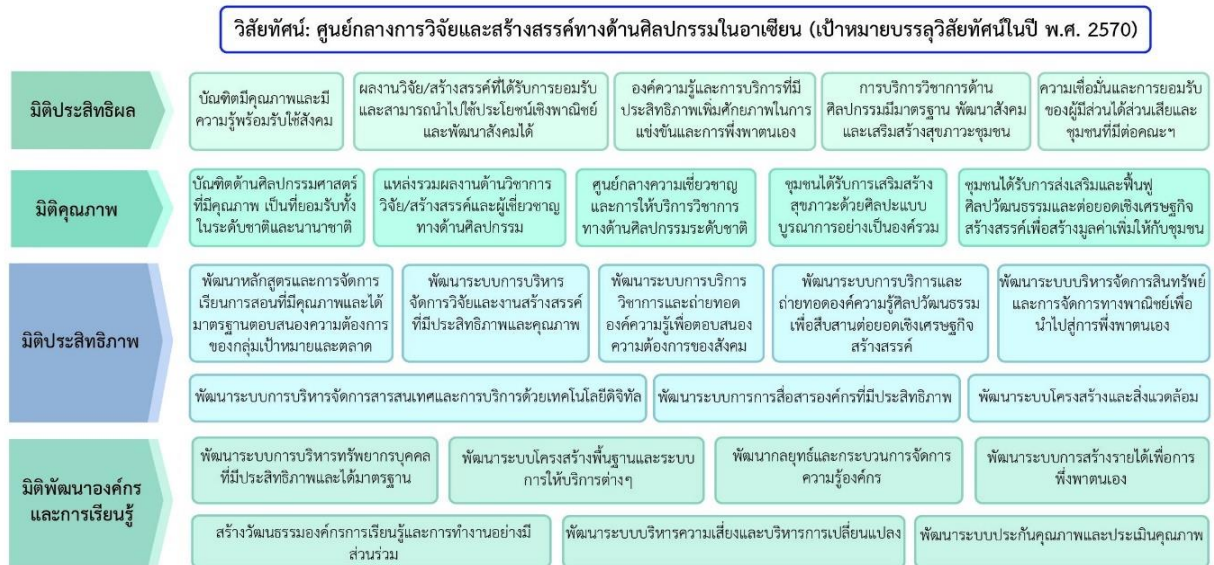 วิสัยทัศน์: ศูนย์กลางการวิจัยและสร้างสรรค์ทางด้านศิลปกรรมในอาเซียน (เป้าหมายบรรลุวิสัยทัศน์ในปี พ.ศ. 2570)
มิติประสิทธิผล
บัณฑิตมีคุณภาพและมี
ความรู้พร้อมรับใช้สังคม
ผลงานวิจัย/สร้างสรรค์ที่ได้รับการยอมรับ
และสามารถนำไปใช้ประโยชน์เชิงพาณิชย์
และพัฒนาสังคมได้
องค์ความรู้และการบริการที่มี
ประสิทธิภาพเพิ่มศักยภาพในการ
แข่งขันและการพึ่งพาตนเอง
การบริการวิชาการด้าน
ศิลปกรรมมีมาตรฐาน พัฒนาสังคม
และเสริมสร้างสุขภาวะชุมชน
ความเชื่อมั่นและการยอมรับ
ของผู้มีส่วนได้ส่วนเสียและ
ชุมชนที่มีต่อคณะฯ
มิติคุณภาพ
บัณฑิตด้านศิลปกรรมศาสตร์
ที่มีคุณภาพ เป็นที่ยอมรับทั้ง
ในระดับชาติและนานาชาติ
แหล่งรวมผลงานด้านวิชาการ
วิจัย/สร้างสรรค์และผู้เชี่ยวชาญ
ทางด้านศิลปกรรม
ศูนย์กลางความเชี่ยวชาญ
และการให้บริการวิชาการ
ทางด้านศิลปกรรมระดับชาติ
ชุมชนได้รับการเสริมสร้าง
สุขภาวะด้วยศิลปะแบบ
บูรณาการอย่างเป็นองค์รวม
ชุมชนได้รับการส่งเสริมและฟื้นฟู
ศิลปวัฒนธรรมและต่อยอดเชิงเศรษฐกิจ
สร้างสรรค์เพื่อสร้างมูลค่าเพิ่มให้กับชุมชน
มิติประสิทธิภาพ
พัฒนาหลักสูตรและการจัดการ
เรียนการสอนที่มีคุณภาพและได้
มาตรฐานตอบสนองความต้องการ
ของกลุ่มเป้าหมายและตลาด
พัฒนาระบบการบริหาร
จัดการวิจัยและงานสร้างสรรค์
ที่มีประสิทธิภาพและคุณภาพ
พัฒนาระบบการบริการ
วิชาการและถ่ายทอด
องค์ความรู้เพื่อตอบสนอง
ความต้องการของสังคม
พัฒนาระบบการบริการและ
ถ่ายทอดองค์ความรู้ศิลปวัฒนธรรม
เพื่อสืบสานต่อยอดเชิงเศรษฐกิจ
สร้างสรรค์
พัฒนาระบบบริหารจัดการสินทรัพย์
และการจัดการทางพาณิชย์เพื่อ
นำไปสู่การพึ่งพาตนเอง
พัฒนาระบบการบริหารจัดการสารสนเทศและการบริการด้วยเทคโนโลยีดิจิทัล
พัฒนาระบบการการสื่อสารองค์กรที่มีประสิทธิภาพ
พัฒนาระบบโครงสร้างและสิ่งแวดล้อม
มิติพัฒนาองค์กร
และการเรียนรู้
พัฒนาระบบการบริหารทรัพยากรบุคคล
ที่มีประสิทธิภาพและได้มาตรฐาน
พัฒนาระบบโครงสร้างพื้นฐานและระบบ
การให้บริการต่างๆ
พัฒนากลยุทธ์และกระบวนการจัดการ
ความรู้องค์กร
พัฒนาระบบการสร้างรายได้เพื่อการ
พึ่งพาตนเอง
สร้างวัฒนธรรมองค์กรการเรียนรู้และการทำงานอย่างมี
ส่วนร่วม
พัฒนาระบบบริหารความเสี่ยงและบริหารการเปลี่ยนแปลง
พัฒนาระบบประกันคุณภาพและประเมินคุณภาพ